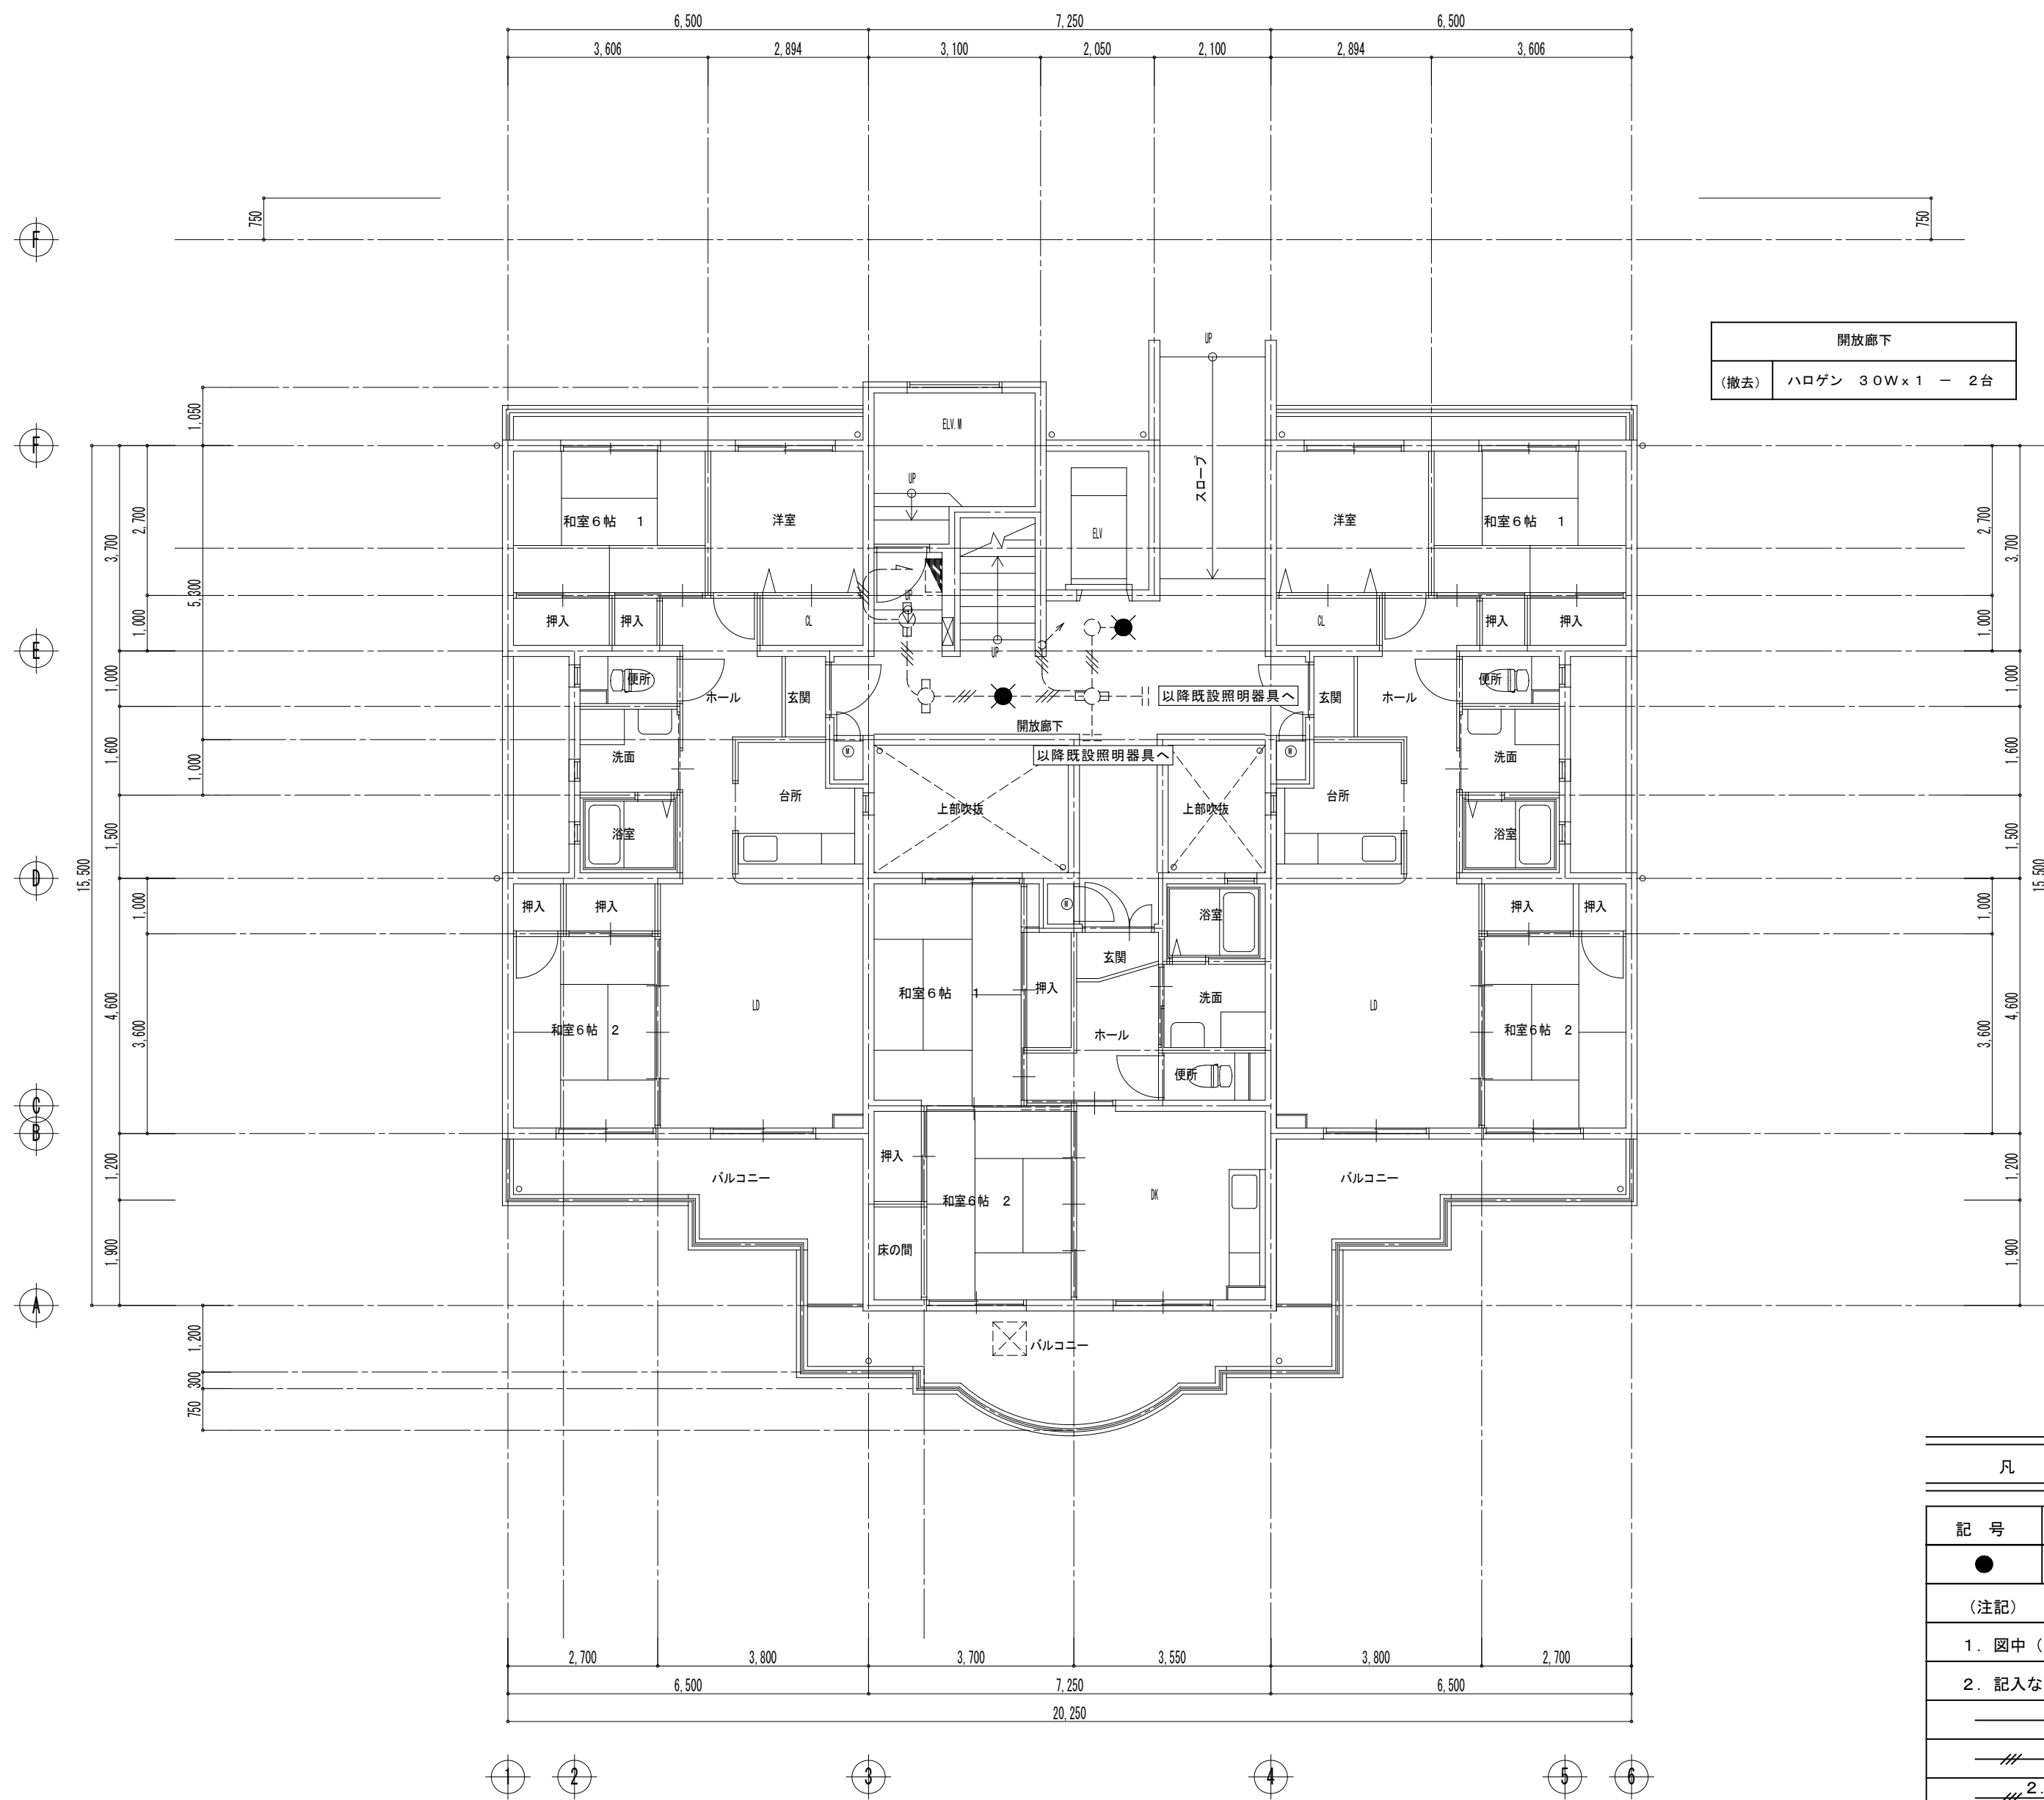 6,500 7,250 6,500
3,606 2,894 3,100 2,050 2,100 2,894 3,606
750 750
F
開放廊下
(撤去) ハロゲン 30Wx1 － 2台
UP
1,050
ELV.M
F
UP
スロープ
和室6帖 1 洋室 ELV 洋室 和室6帖 1
2,700 3,700 5,300 2,700 3,700
押入 押入 CL CL 押入 押入
1,000 1,000
UP
E
便所 ホール 玄関 玄関 ホール 便所
以降既設照明器具へ
1,000 1,000
開放廊下
以降既設照明器具へ
洗面 M M 洗面
1,600 1,000 1,600
台所 上部吹抜 上部吹抜 台所
浴室 浴室
1,500 1,500
15,500 15,500
D
押入 押入 M 浴室 押入 押入
1,000 1,000
玄関
和室6帖 1 押入 洗面
LD LD
和室6帖 2 ホール 和室6帖 2
4,600 3,600 3,600 4,600
便所
C
B
押入
バルコニー バルコニー
1,200 1,200
和室6帖 2 DK
床の間
1,900 1,900
A
バルコニー
1,200
300
750
凡
記 号
●
(注記)
1. 図中（
2. 記入な
2.
2,700 3,800 3,700 3,550 3,800 2,700
6,500 7,250 6,500
20,250
1 2 3 4 5 6